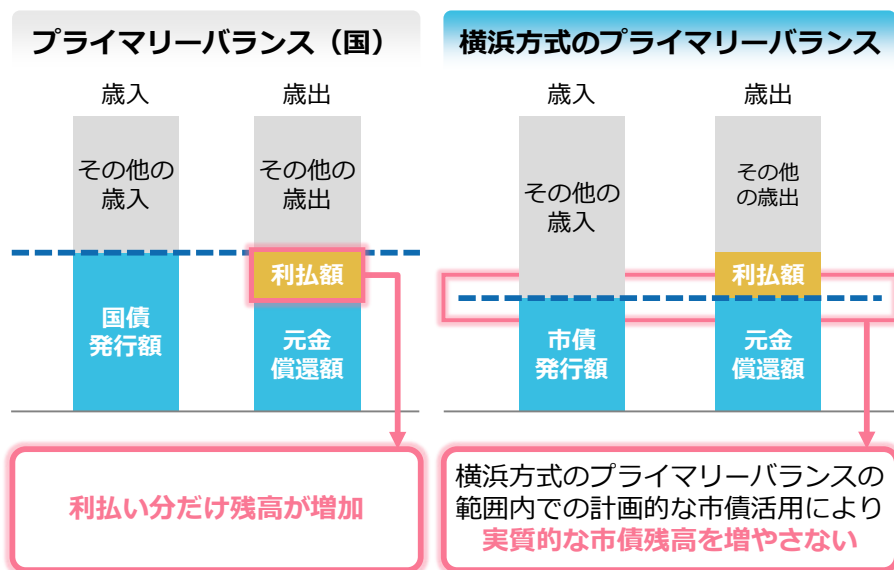 プライマリーバランス（国）
歳入
歳出
その他の
歳入
その他の
歳出
利払額
国債
発行額
元金
償還額
利払い分だけ残高が増加
横浜方式のプライマリーバランス
歳入
歳出
その他の
歳入
その他
の歳出
利払額
市債
発行額
元金
償還額
横浜方式のプライマリーバランスの
範囲内での計画的な市債活用により
実質的な市債残高を増やさない